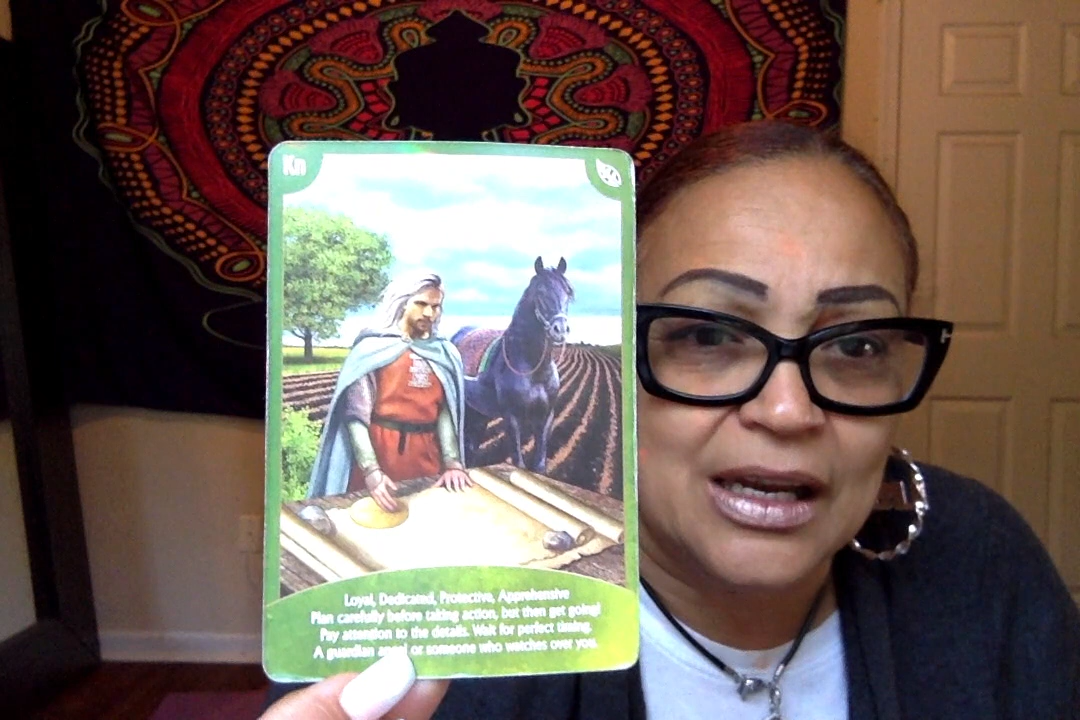 Kn
Loyal, Dedicated, Protective, Apprehensive
Plan carefully before taking action, but then get going!
Pay attention to the details. Wait for perfect timing.
A guardian angel or someone who watches over you.